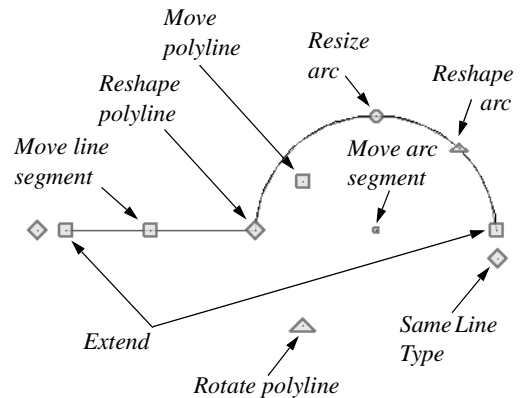 Move
polyline
Resize
arc
Reshape
polyline
Reshape
arc
Move line
segment
Move arc
segment
Extend
Same Line
Type
Rotate polyline